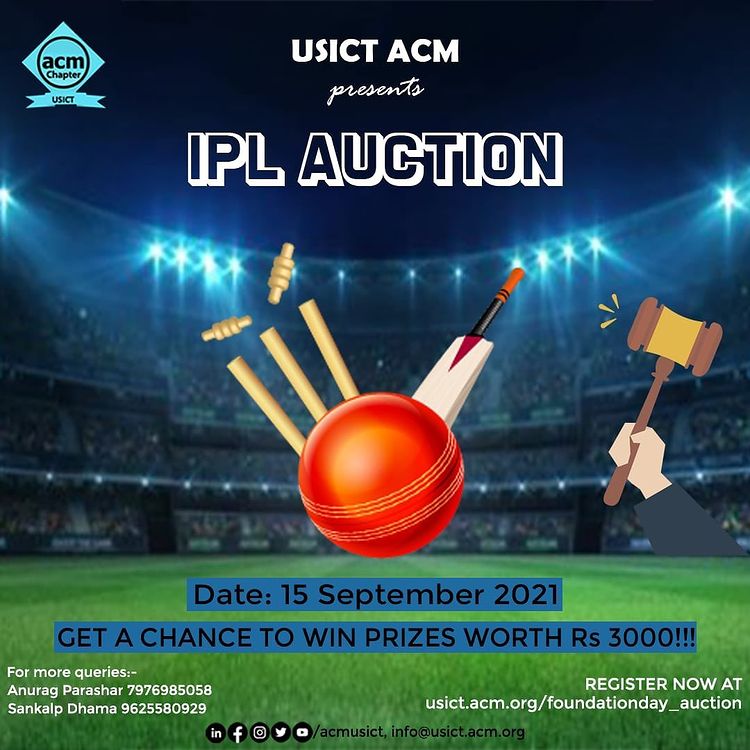 acm
Chapter
USICT
USICT ACM
presents
IPL AUCTION
Date: 15 September 2021
GET A CHANCE TO WIN PRIZES WORTH Rs 3000!!!
For more queries:-
Anurag Parashar 7976985058
Sankalp Dhama 9625580929
REGISTER NOW AT
usict.acm.org/foundationday_auction
/acmusict, info@usict.acm.org